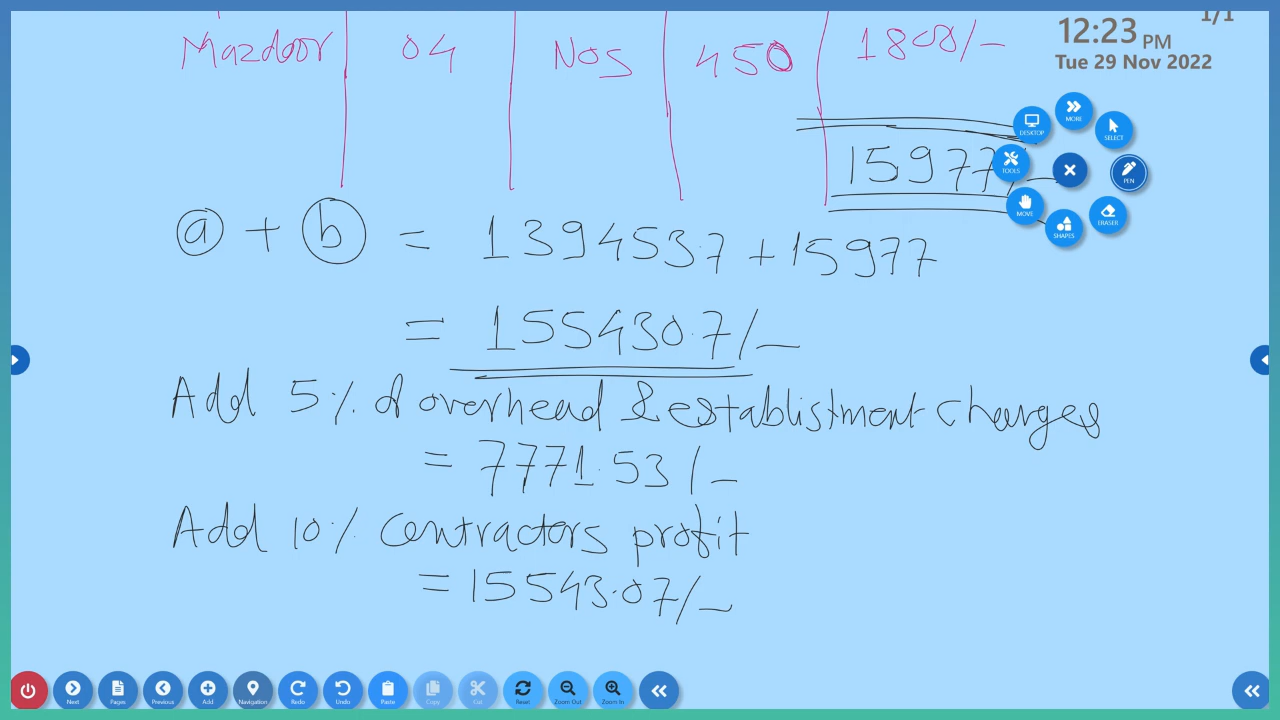 1/1
12:23 PM
Tue 29 Nov 2022
Mazdoor 04 Nos 450 1800/-
MORE
DESKTOP
SELECT
TOOLS
PEN
15977
MOVE
ERASER
SHAPES
a + b = 139453.7 + 15977
= 155430.7/-
Add 5% of overhead & establistment charges
= 7771.53/-
Add 10% contractors profit
= 15543.07/-
Next Pages Previous Add Navigation Redo Undo Paste Copy Cut Reset Zoom Out Zoom In